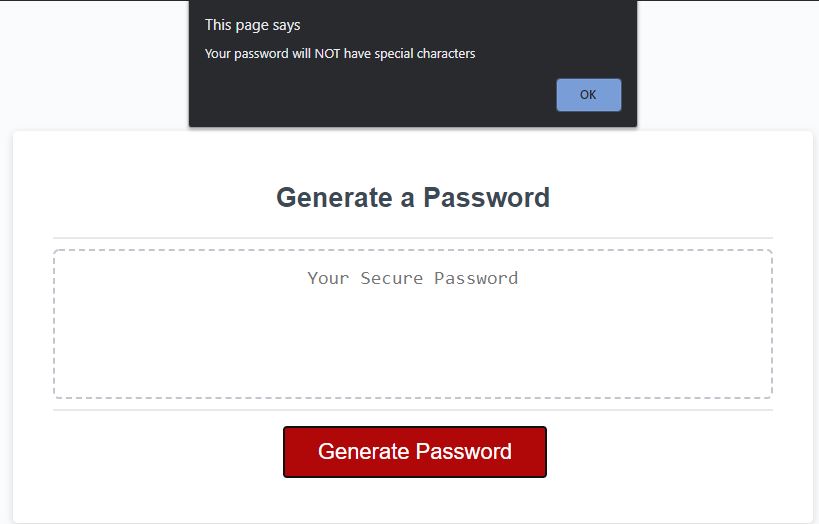 This page says
Your password will NOT have special characters
OK
Generate a Password
Your Secure Password
Generate Password